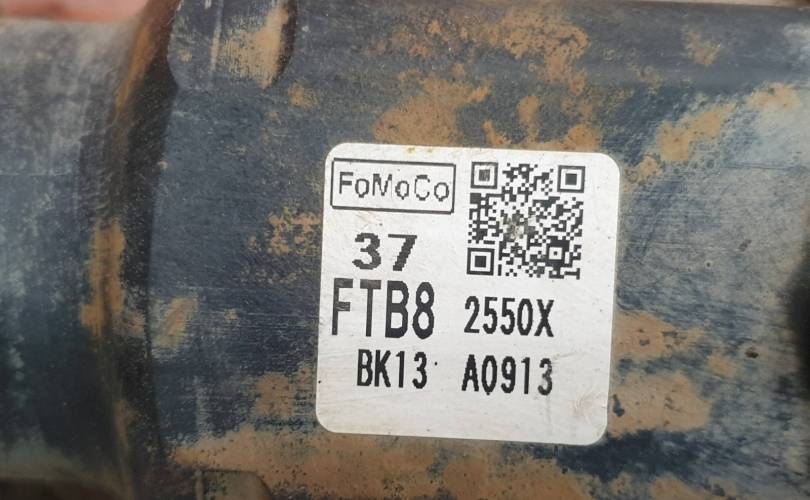 FoMoCo
37
FTB8 2550X
BK13 A0913